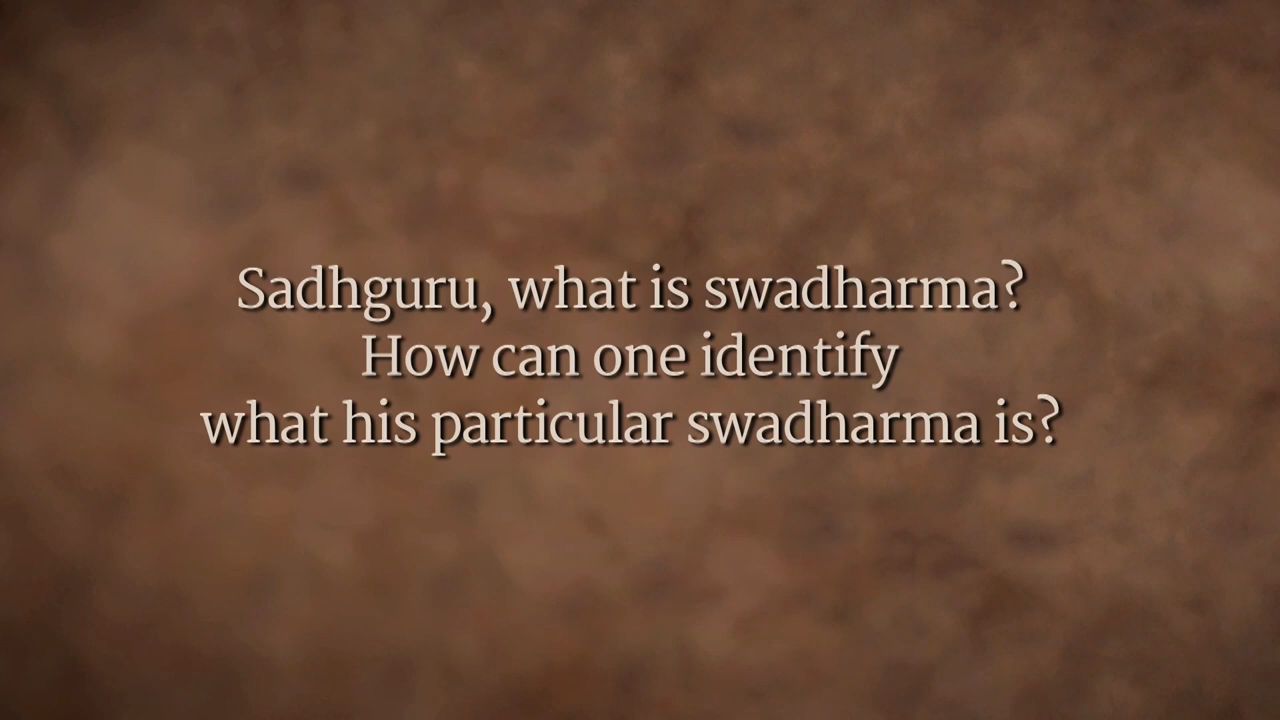 Sadhguru, what is swadharma?
How can one identify
what his particular swadharma is?